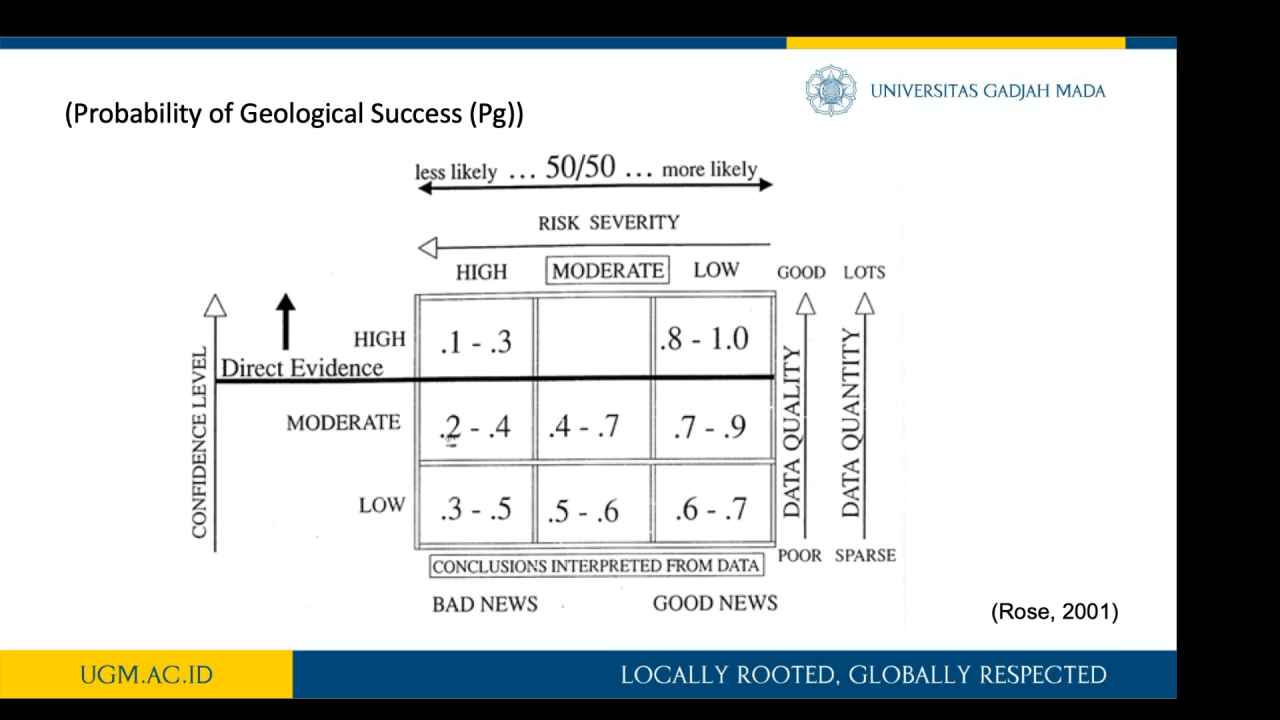 UNIVERSITAS GADJAH MADA
(Probability of Geological Success (Pg))
less likely ... 50/50 ... more likely
RISK SEVERITY
HIGH MODERATE LOW GOOD LOTS
HIGH .1 - .3 .8 - 1.0
Direct Evidence
MODERATE .2 - .4 .4 - .7 .7 - .9
LOW .3 - .5 .5 - .6 .6 - .7
CONFIDENCE LEVEL
DATA QUALITY
DATA QUANTITY
POOR SPARSE
CONCLUSIONS INTERPRETED FROM DATA
BAD NEWS GOOD NEWS
(Rose, 2001)
UGM.AC.ID
LOCALLY ROOTED, GLOBALLY RESPECTED